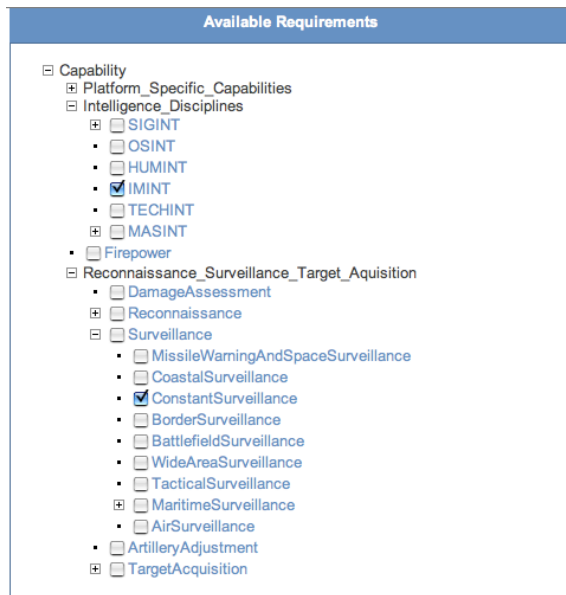 Available Requirements
Capability
Platform_Specific_Capabilities
Intelligence_Disciplines
SIGINT
OSINT
HUMINT
IMINT
TECHINT
MASINT
Firepower
Reconnaissance_Surveillance_Target_Aquisition
DamageAssessment
Reconnaissance
Surveillance
MissileWarningAndSpaceSurveillance
CoastalSurveillance
ConstantSurveillance
BorderSurveillance
BattlefieldSurveillance
WideAreaSurveillance
TacticalSurveillance
MaritimeSurveillance
AirSurveillance
ArtilleryAdjustment
TargetAcquisition